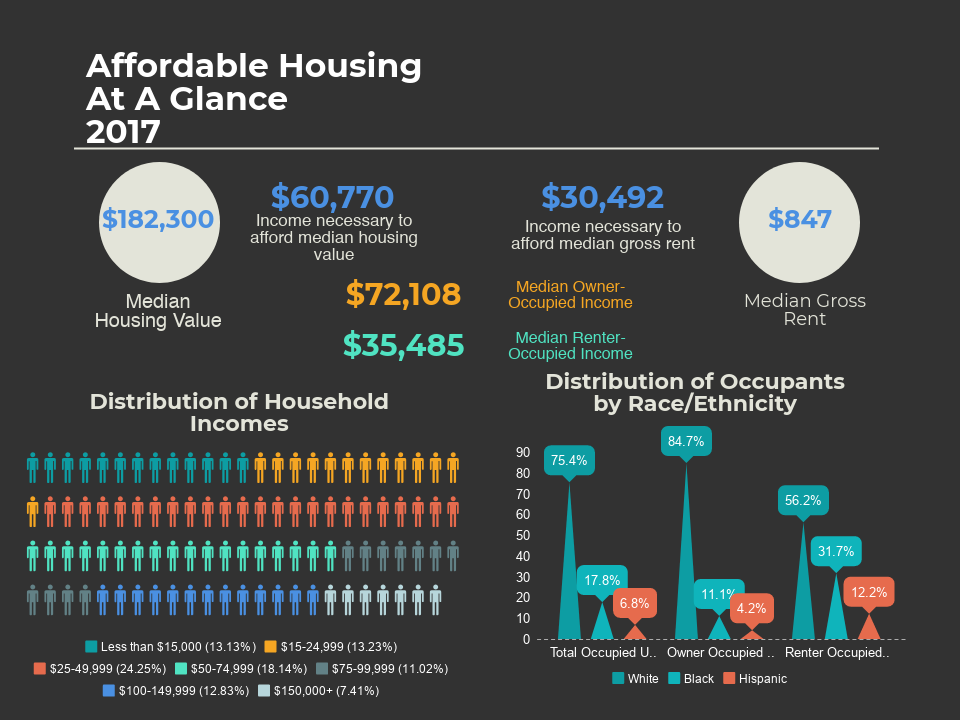 Affordable Housing
At A Glance
2017
$182,300
Median
Housing Value
$60,770
Income necessary to
afford median housing
value
$30,492
Income necessary to
afford median gross rent
$847
Median Gross
Rent
$72,108
Median Owner-
Occupied Income
$35,485
Median Renter-
Occupied Income
Distribution of Household
Incomes
Less than $15,000 (13.13%)
$15-24,999 (13.23%)
$25-49,999 (24.25%)
$50-74,999 (18.14%)
$75-99,999 (11.02%)
$100-149,999 (12.83%)
$150,000+ (7.41%)
Distribution of Occupants
by Race/Ethnicity
90
80
70
60
50
40
30
20
10
0
75.4%
17.8%
6.8%
84.7%
11.1%
4.2%
56.2%
31.7%
12.2%
Total Occupied U..
Owner Occupied ..
Renter Occupied..
White
Black
Hispanic